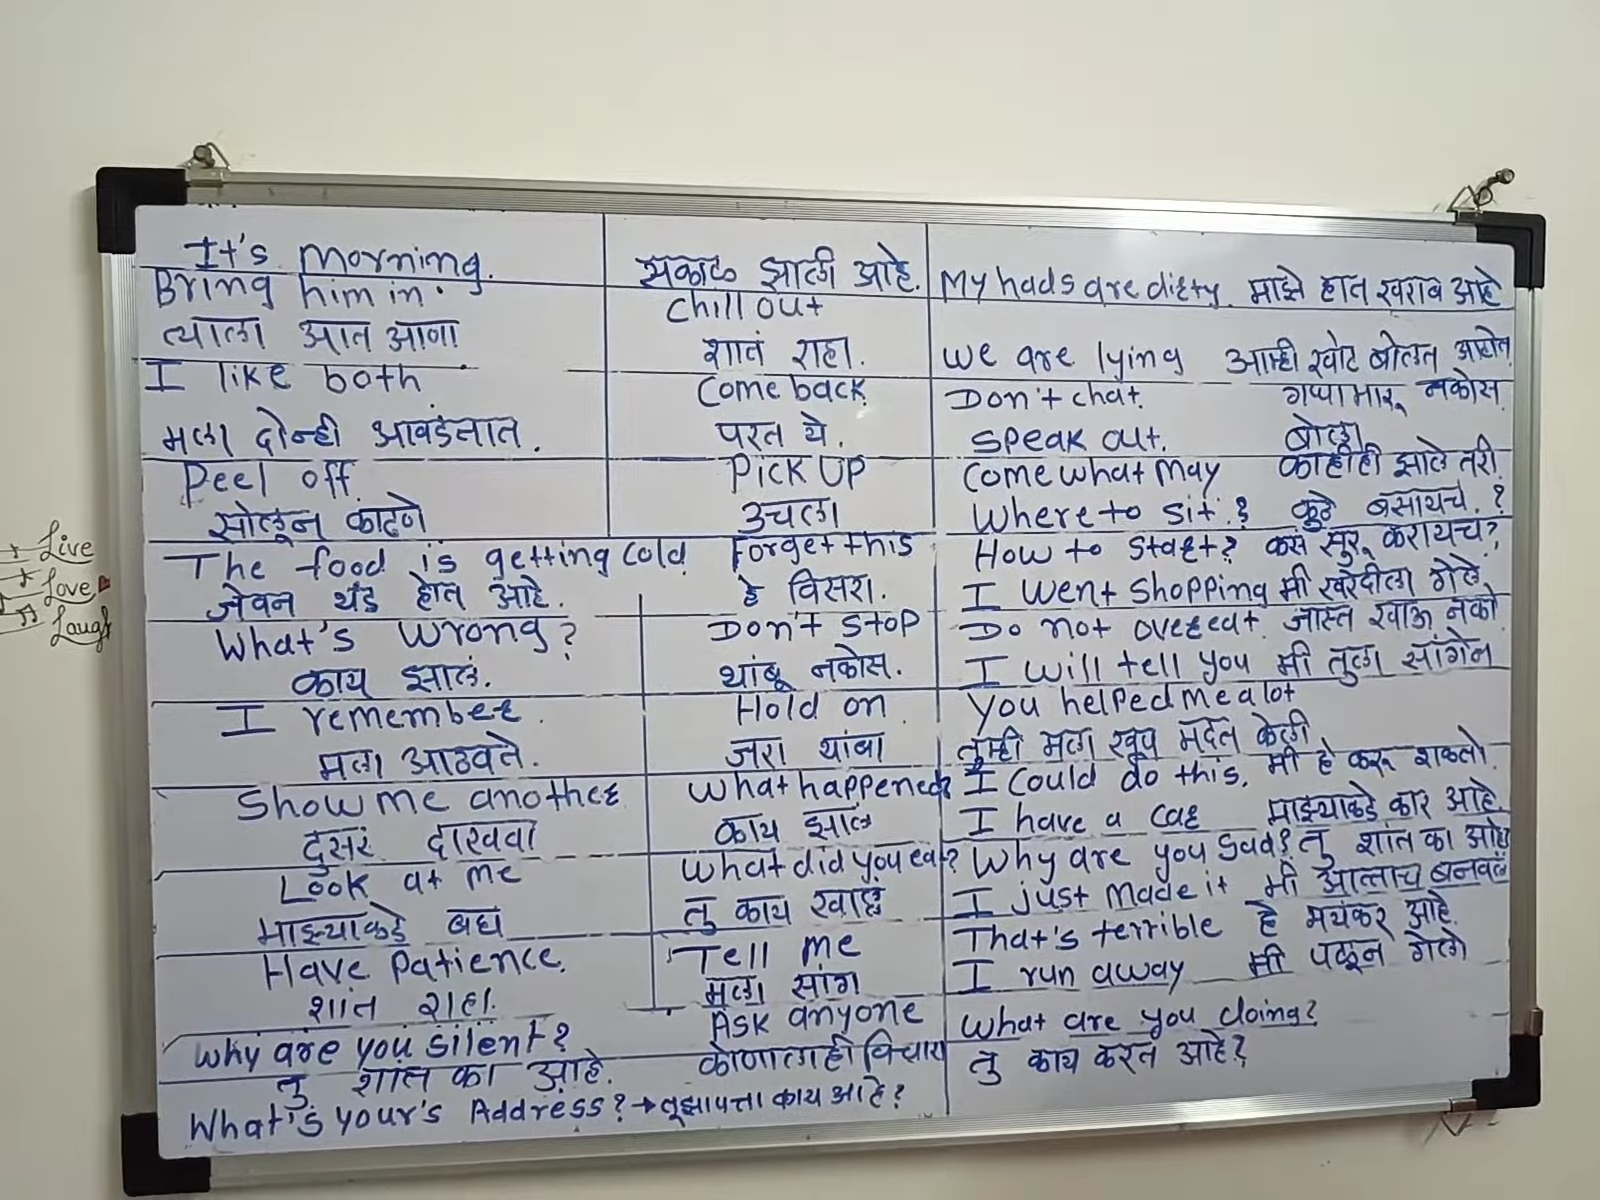 It's morning.
सकाळ झाली आहे.
Bring him in.
त्याला आत आणा
I like both
मला दोन्ही आवडंतात.
Peel off
सोलून काढणे
The food is getting cold
जेवन थंड होत आहे.
What's wrong?
काय झालं.
I remember.
मला आठवते.
Show me another
दुसरं दाखवा
Look at me
माझ्याकडे बघं
Have patience.
शांत राहा.
Why are you silent?
तु शांत का आहे.
What's your's Address? → तूझा पत्ता काय आहे?
Chill out
शातं राहा.
Come back
परत ये.
PICK UP
उचला
Forget this
हे विसरा.
Don't stop
थांबू नकोस.
Hold on
जरा थांबा
What happened?
काय झालं
What did you eat?
तु काय खाल्लं
Tell me
मला सांग
Ask anyone
कोणालाही विचारा
My hads are dirty. माझे हात खराब आहे
We are lying आम्ही खोटं बोलत आहोत
Don't chat. गप्पा मारू नकोस.
Speak out. बोला
Come what may काहीही झाले तरी.
Where to sit.? कुठे बसायचं.?
How to start? कसं सुरू करायचं?
I went shopping मी खरेदीला गेले
Do not overeat. जास्त खाऊ नको
I will tell you मी तुला सांगेन
You helped me a lot
तुम्ही मला खूप मदत केली
I could do this. मी हे करू शकलो.
I have a car माझ्याकडे कार आहे.
Why are you sad? तु शांत का आहे
I just made it मी आत्ताच बनवलं
That's terrible हे भयंकर आहे.
I run away मी पळून गेलो
What are you doing?
तु काय करत आहे?
Live
Love
Laugh